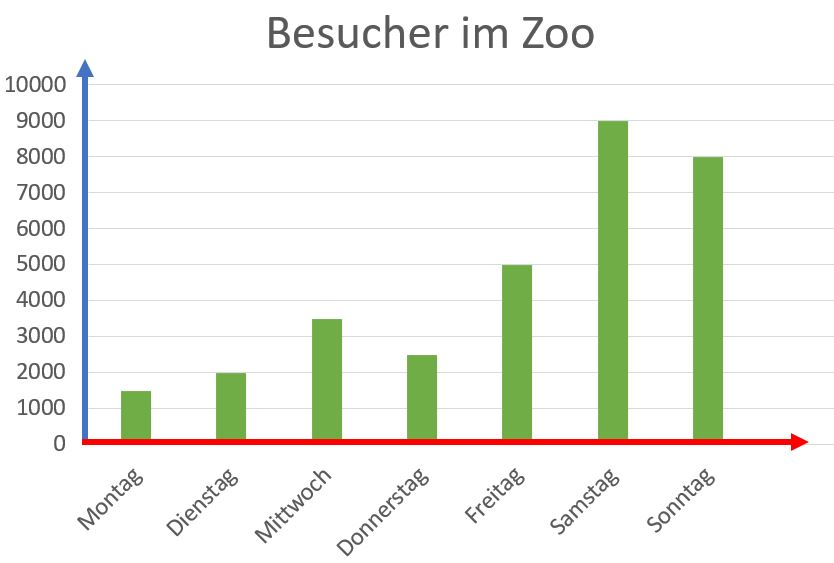 Besucher im Zoo
10000
9000
8000
7000
6000
5000
4000
3000
2000
1000
0
Montag
Dienstag
Mittwoch
Donnerstag
Freitag
Samstag
Sonntag